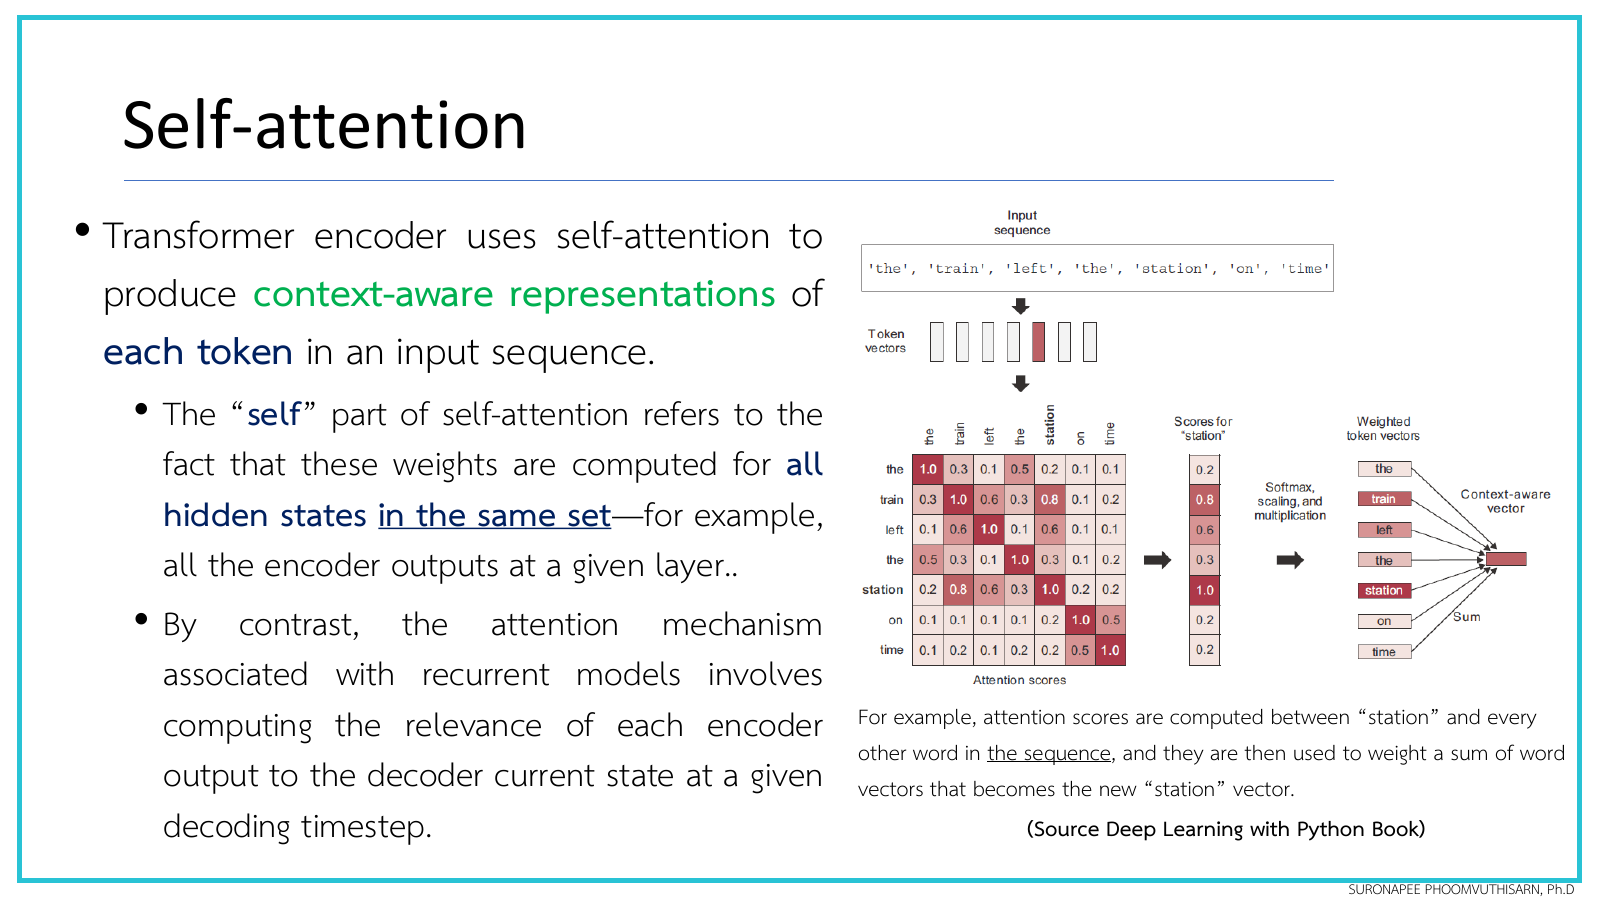 Self-attention
• Transformer encoder uses self-attention to
produce context-aware representations of
each token in an input sequence.
• The “self” part of self-attention refers to the
fact that these weights are computed for all
hidden states in the same set—for example,
all the encoder outputs at a given layer..
• By contrast, the attention mechanism
associated with recurrent models involves
computing the relevance of each encoder
output to the decoder current state at a given
decoding timestep.
Input
sequence
'the', 'train', 'left', 'the', 'station', 'on', 'time'
Token
vectors
the train left the station on time
the 1.0 0.3 0.1 0.5 0.2 0.1 0.1
train 0.3 1.0 0.6 0.3 0.8 0.1 0.2
left 0.1 0.6 1.0 0.1 0.6 0.1 0.1
the 0.5 0.3 0.1 1.0 0.3 0.1 0.2
station 0.2 0.8 0.6 0.3 1.0 0.2 0.2
on 0.1 0.1 0.1 0.1 0.2 1.0 0.5
time 0.1 0.2 0.1 0.2 0.2 0.5 1.0
Attention scores
Scores for
“station”
0.2
0.8
0.6
0.3
1.0
0.2
0.2
Softmax,
scaling, and
multiplication
Weighted
token vectors
the
train
left
the
station
on
time
Context-aware
vector
Sum
For example, attention scores are computed between “station” and every
other word in the sequence, and they are then used to weight a sum of word
vectors that becomes the new “station” vector.
(Source Deep Learning with Python Book)
SURONAPEE PHOOMVUTHISARN, Ph.D